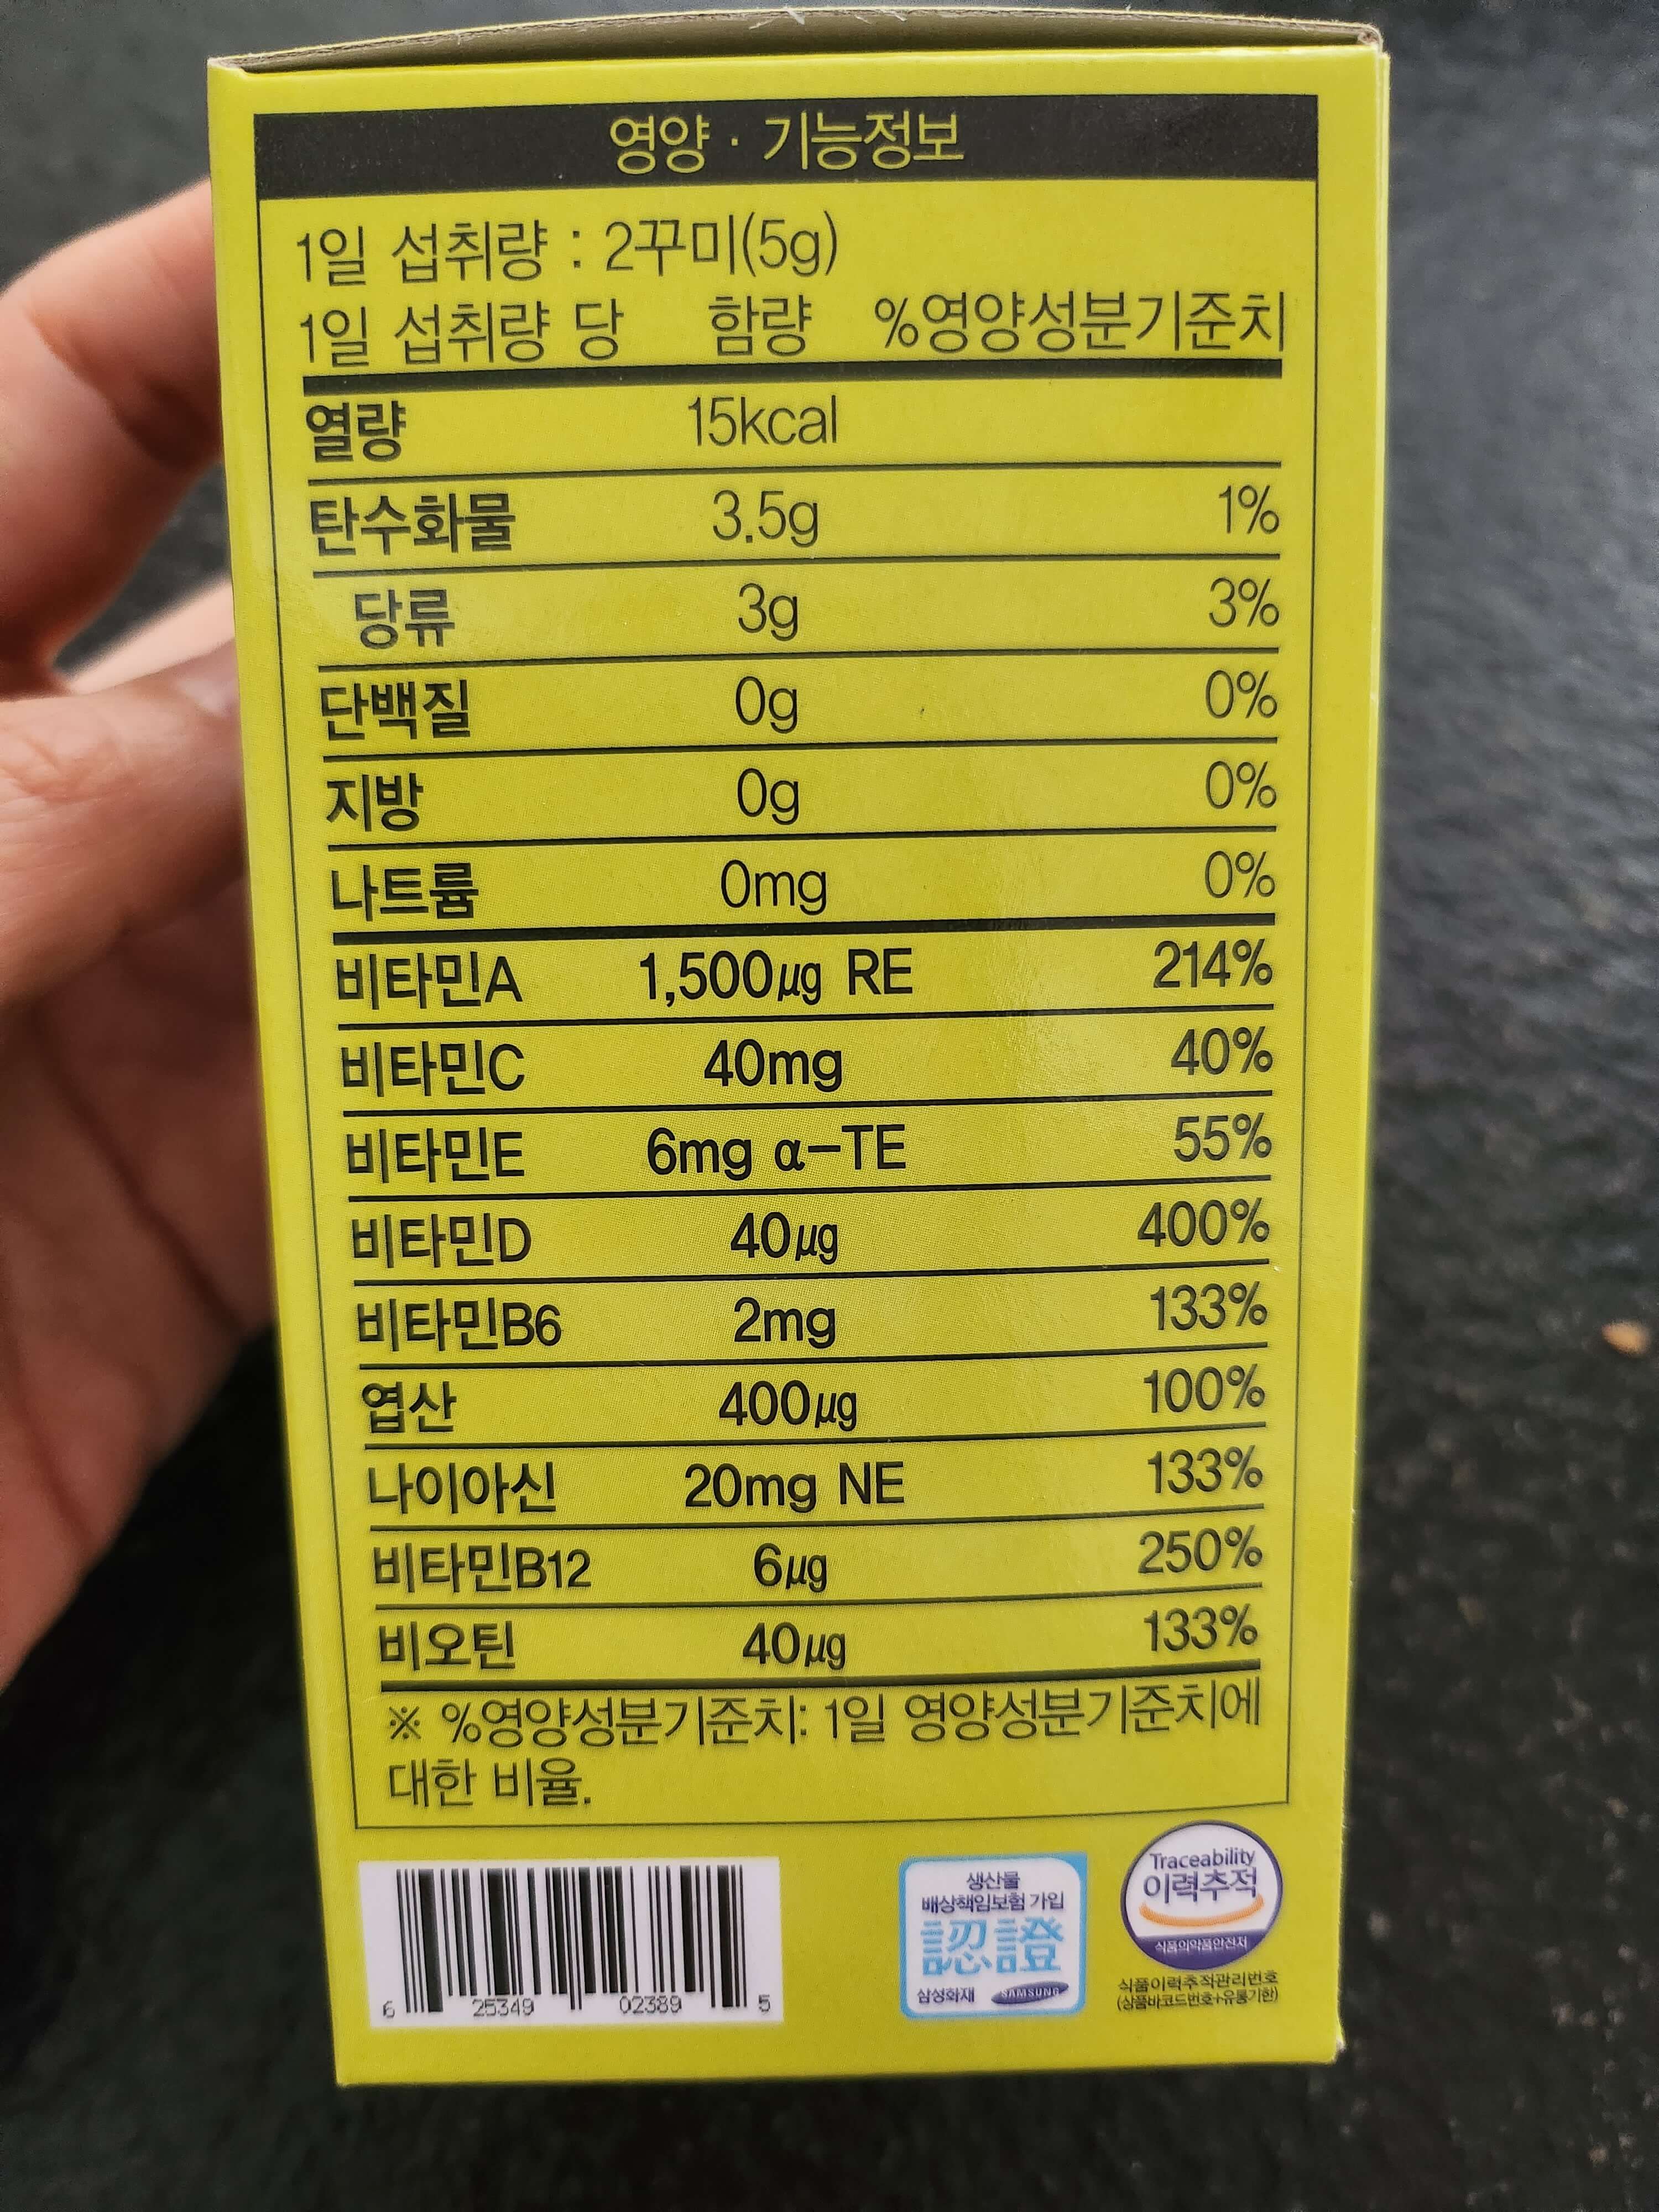 영양 · 기능정보
1일 섭취량 : 2꾸미(5g)
1일 섭취량 당 함량 %영양성분기준치
열량 15kcal
탄수화물 3.5g 1%
당류 3g 3%
단백질 0g 0%
지방 0g 0%
나트륨 0mg 0%
비타민A 1,500㎍ RE 214%
비타민C 40mg 40%
비타민E 6mg α-TE 55%
비타민D 40㎍ 400%
비타민B6 2mg 133%
엽산 400㎍ 100%
나이아신 20mg NE 133%
비타민B12 6㎍ 250%
비오틴 40㎍ 133%
※ %영양성분기준치: 1일 영양성분기준치에
대한 비율.
6 25349 02389 5
생산물
배상책임보험 가입
認證
삼성화재 SAMSUNG
Traceability
이력추적
식품의약품안전처
식품이력추적관리번호
(상품바코드번호+유통기한)